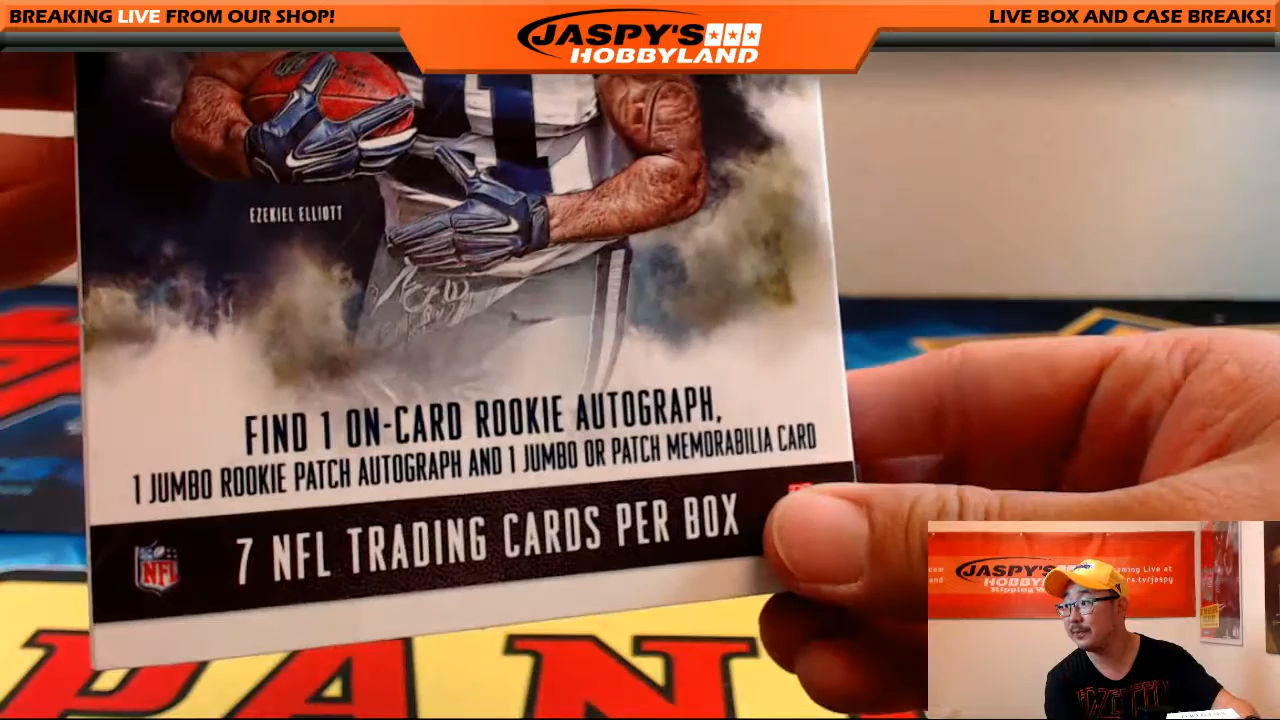 BREAKING LIVE FROM OUR SHOP!
JASPY'S
HOBBYLAND
LIVE BOX AND CASE BREAKS!
EZEKIEL ELLIOTT
FIND 1 ON-CARD ROOKIE AUTOGRAPH,
1 JUMBO ROOKIE PATCH AUTOGRAPH AND 1 JUMBO OR PATCH MEMORABILIA CARD
NFL
7 NFL TRADING CARDS PER BOX
PANI
JASPY'S
HOBBYLAND